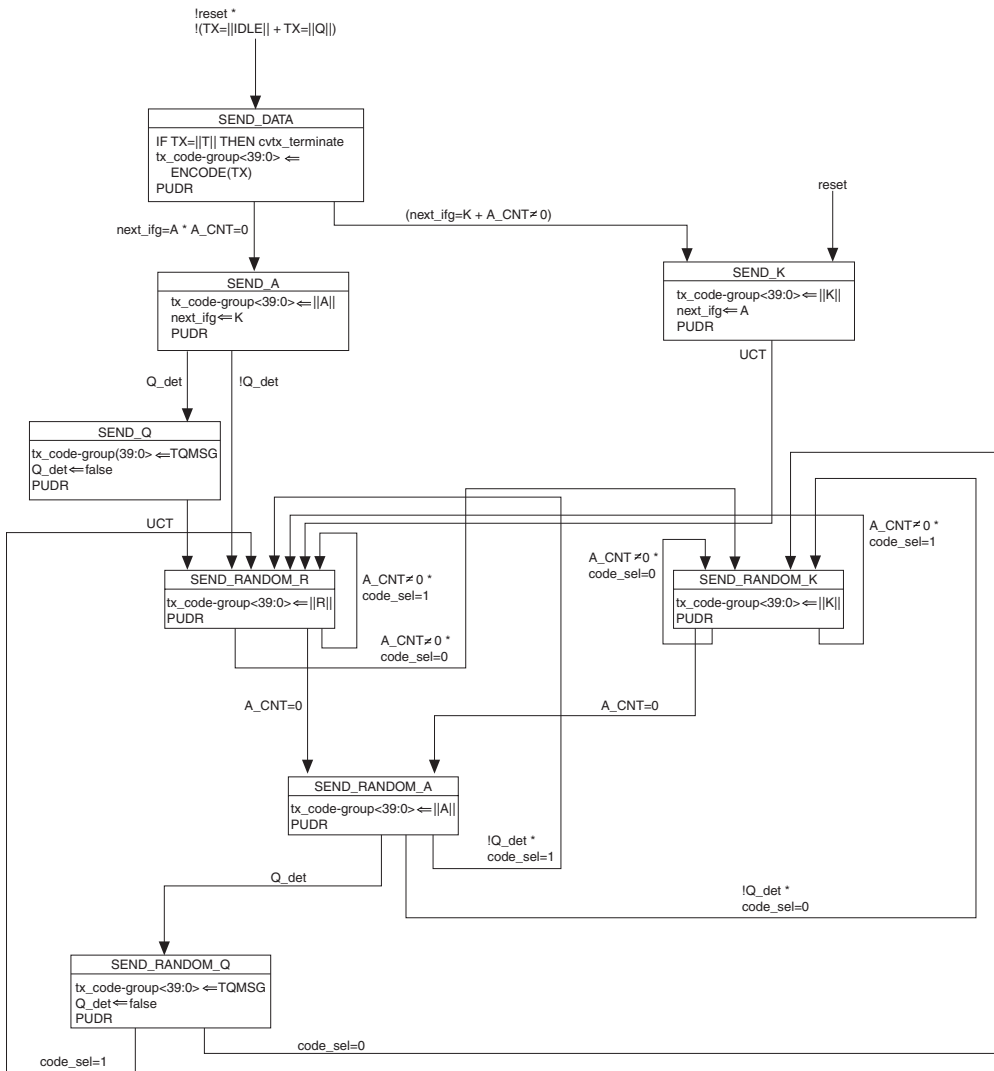 !reset *
!(TX=||IDLE|| + TX=||Q||)
SEND_DATA
IF TX=||T|| THEN cvtx_terminate
tx_code-group<39:0> ⇐
ENCODE(TX)
PUDR
reset
next_ifg=A * A_CNT=0
(next_ifg=K + A_CNT≠0)
SEND_A
tx_code-group<39:0>⇐||A||
next_ifg⇐K
PUDR
SEND_K
tx_code-group<39:0>⇐||K||
next_ifg⇐A
PUDR
UCT
Q_det
!Q_det
SEND_Q
tx_code-group(39:0> ⇐TQMSG
Q_det⇐false
PUDR
UCT
A_CNT≠0 *
code_sel=1
A_CNT≠0 *
code_sel=0
SEND_RANDOM_R
tx_code-group<39:0>⇐||R||
PUDR
A_CNT≠0 *
code_sel=1
SEND_RANDOM_K
tx_code-group<39:0>⇐||K||
PUDR
A_CNT≠0 *
code_sel=0
A_CNT=0
A_CNT=0
SEND_RANDOM_A
tx_code-group<39:0>⇐||A||
PUDR
!Q_det *
code_sel=1
Q_det
!Q_det *
code_sel=0
SEND_RANDOM_Q
tx_code-group<39:0> ⇐TQMSG
Q_det⇐false
PUDR
code_sel=0
code_sel=1